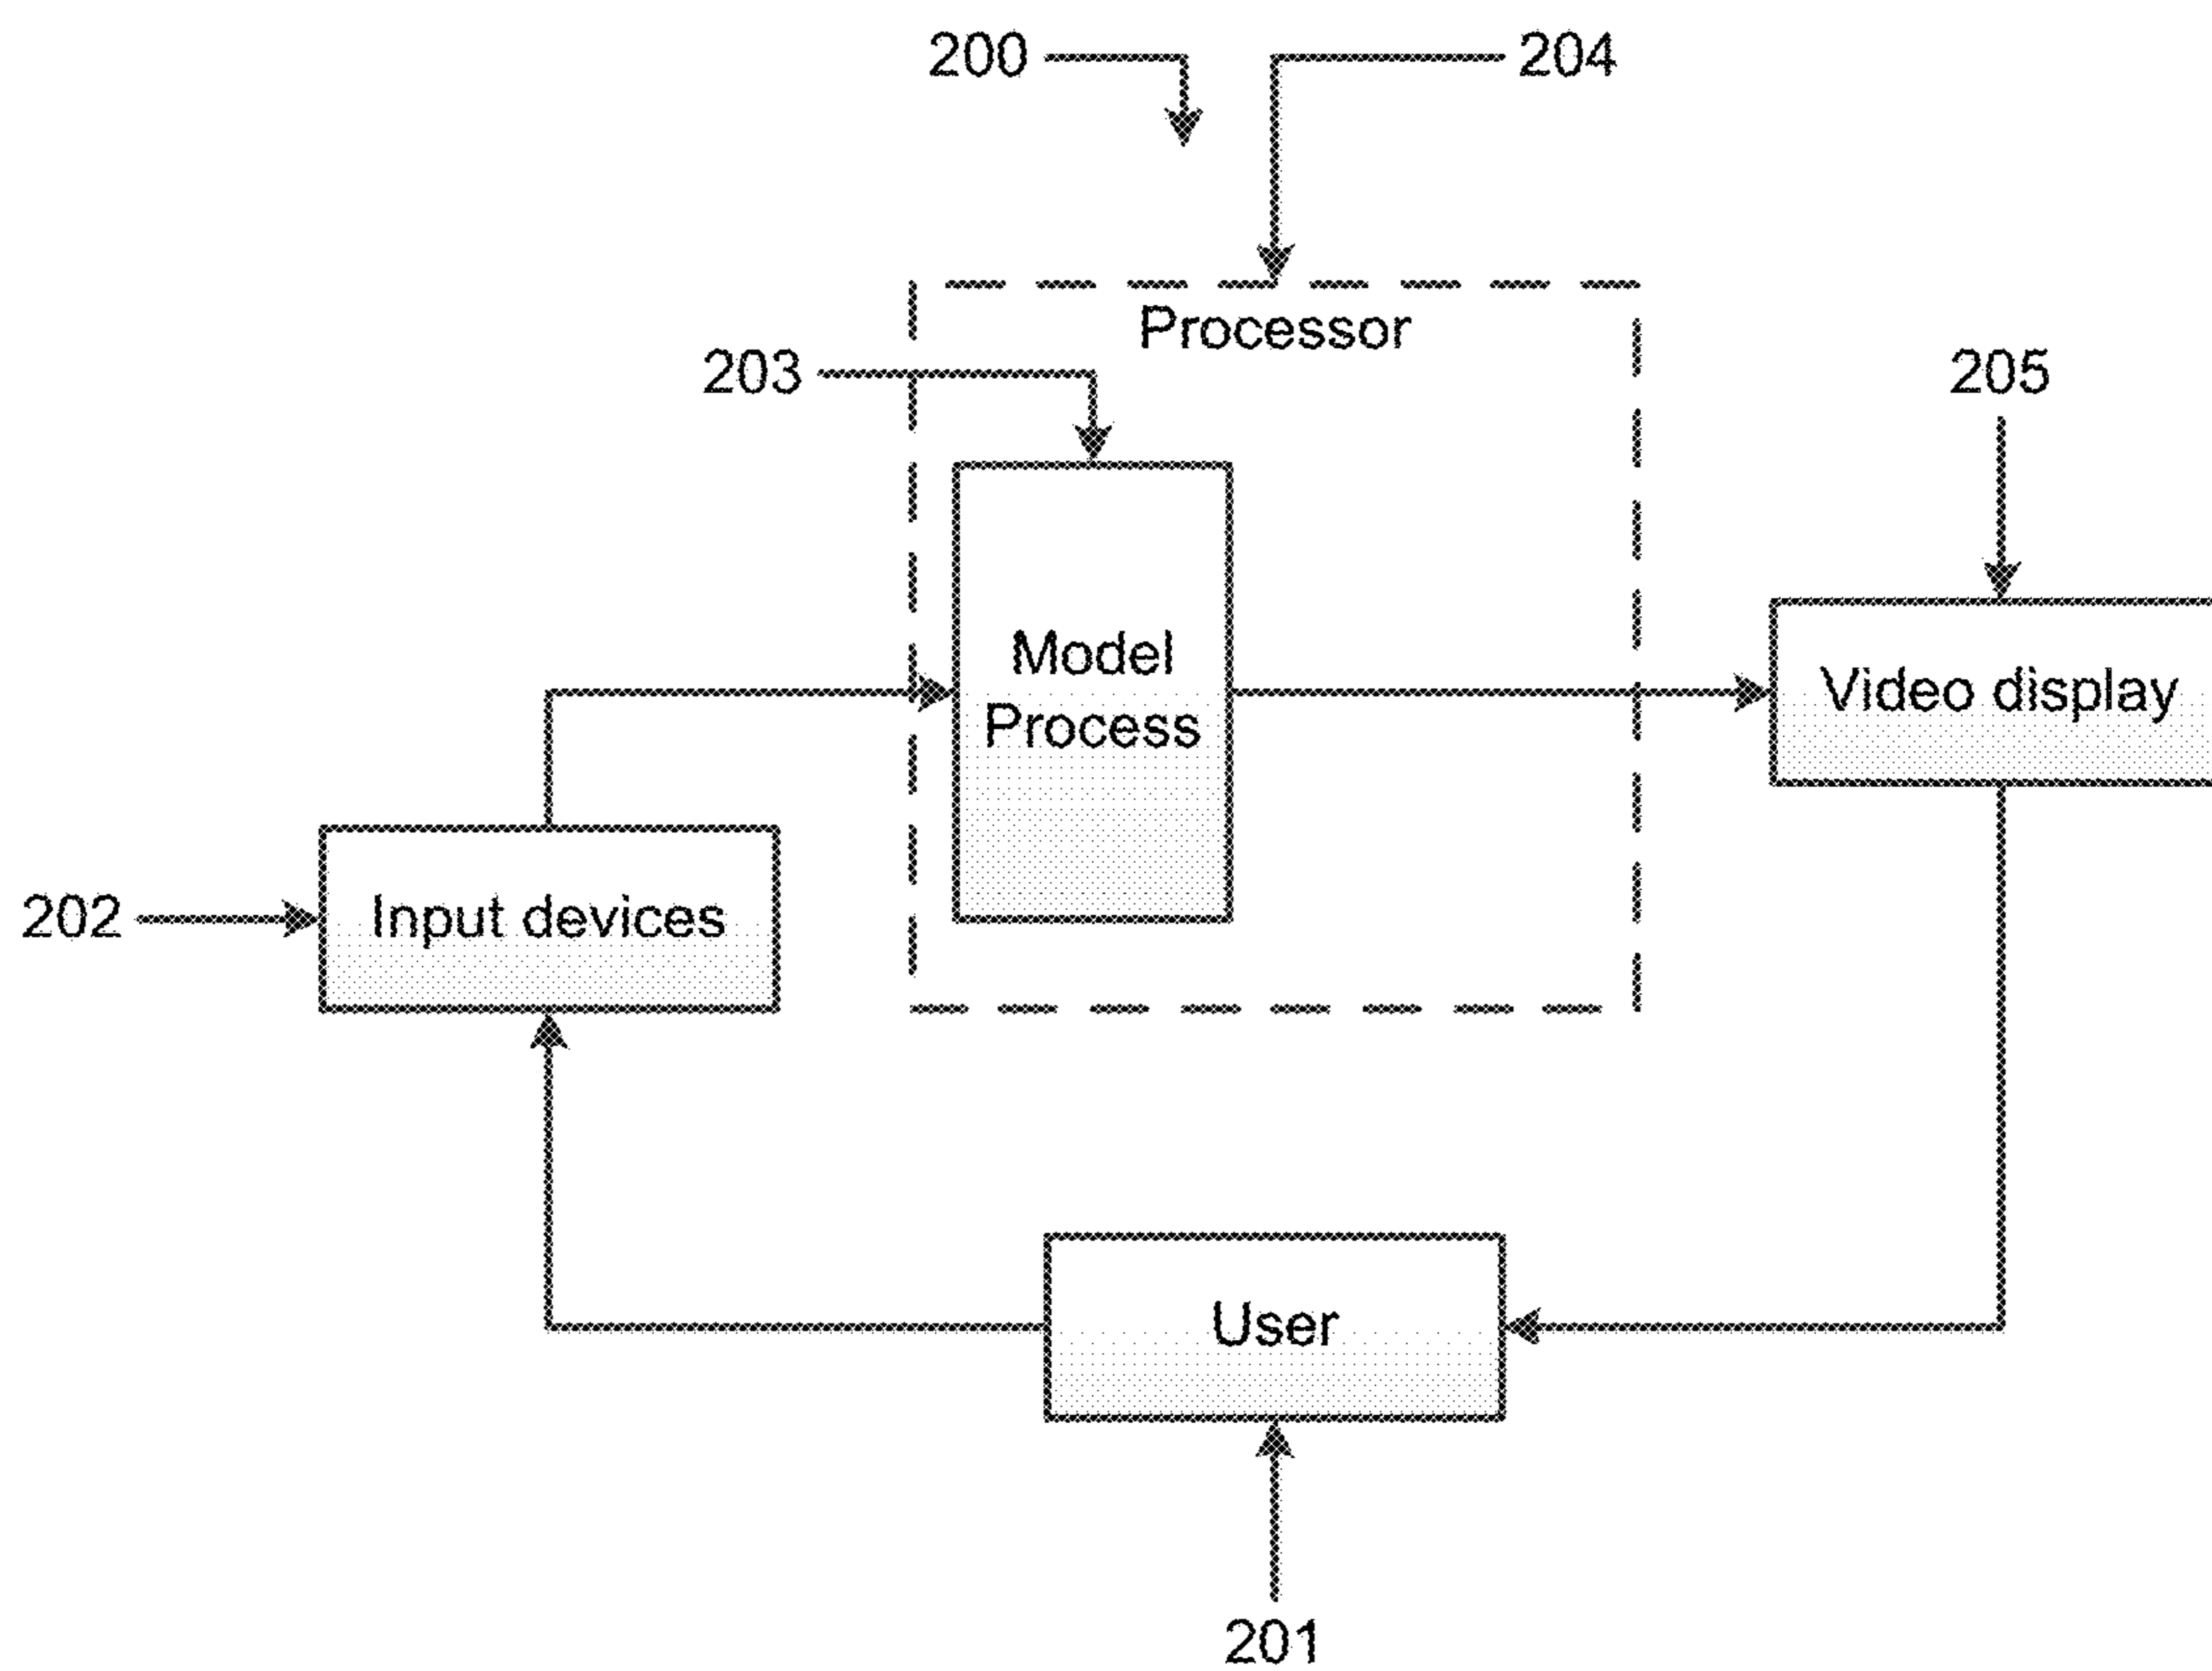 200
204
Processor
203
205
Model
Process
Video display
202
Input devices
User
201